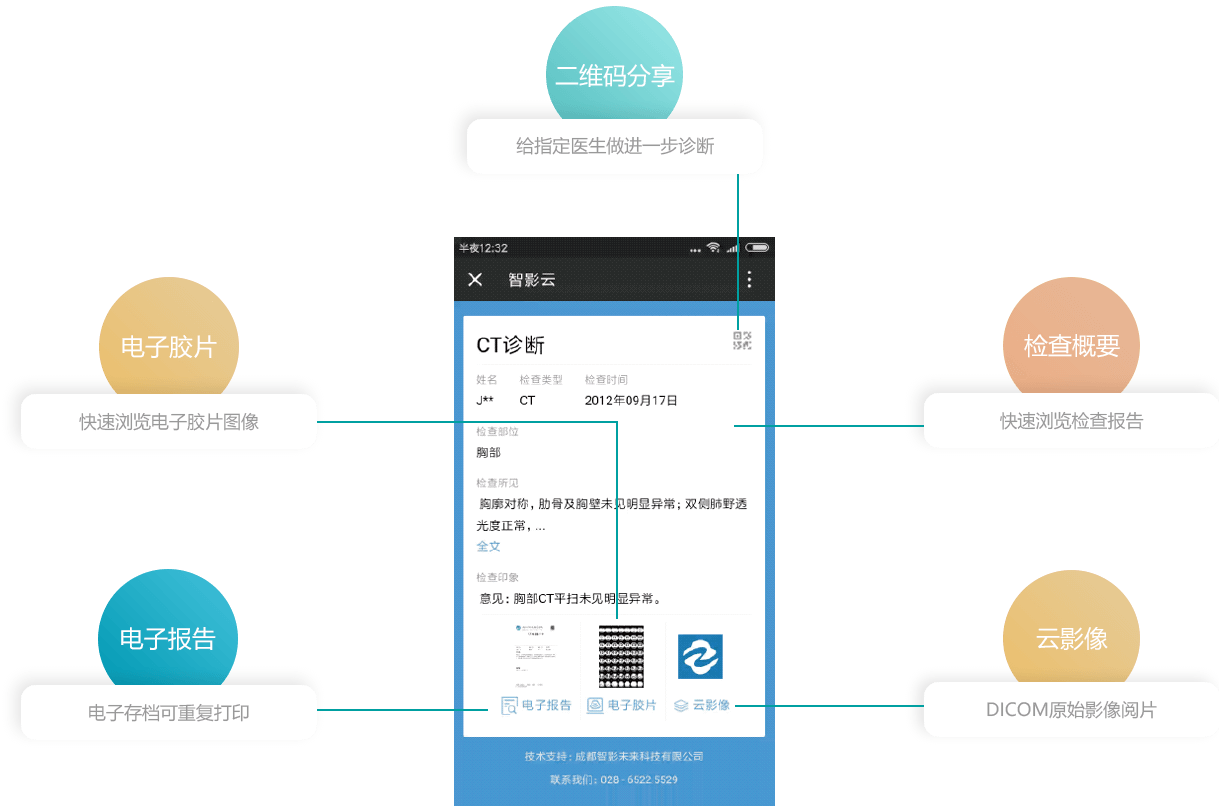 二维码分享
给指定医生做进一步诊断
半夜12:32
智影云
电子胶片
快速浏览电子胶片图像
检查概要
快速浏览检查报告
CT诊断
姓名 检查类型 检查时间
J** CT 2012年09月17日
检查部位
胸部
检查所见
胸廓对称，肋骨及胸壁未见明显异常；双侧肺野透
光度正常，...
全文
检查印象
意见：胸部CT平扫未见明显异常。
电子报告
电子存档可重复打印
云影像
DICOM原始影像阅片
电子报告 电子胶片 云影像
技术支持：成都智影未来科技有限公司
联系我们：028 - 6522 5529